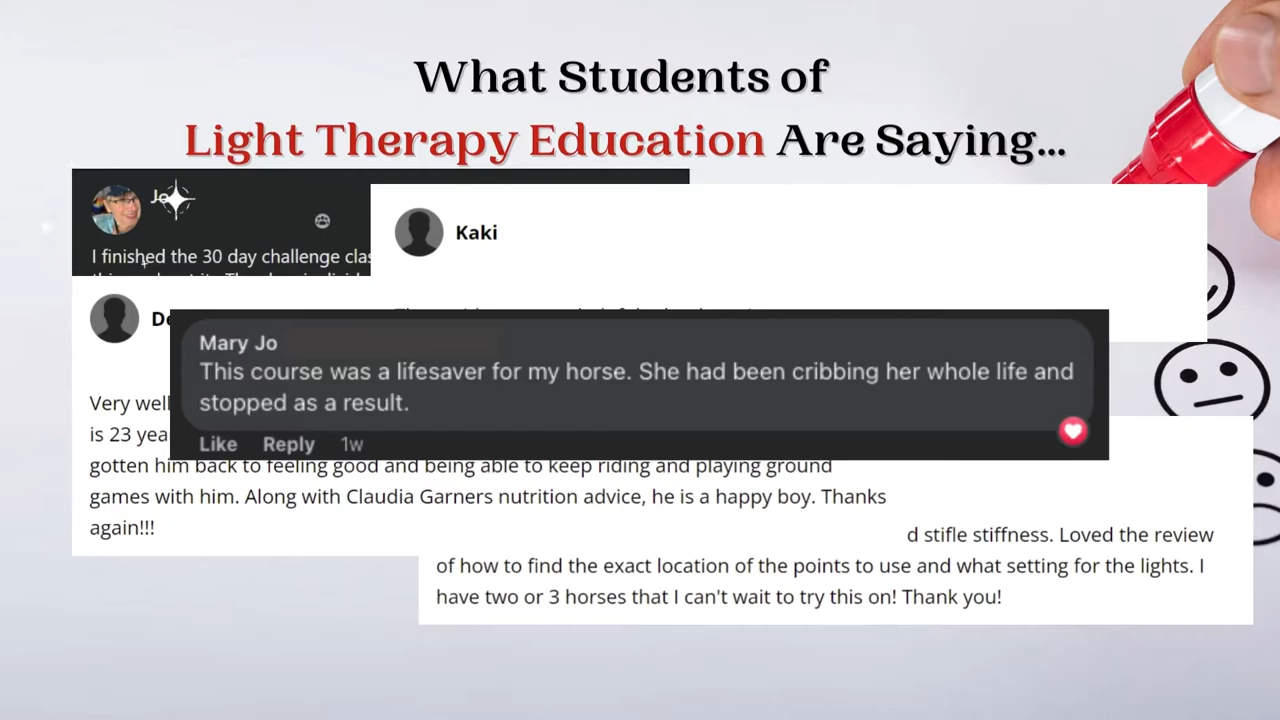 What Students of
Light Therapy Education Are Saying...
I finished the 30 day challenge
Kaki
Mary Jo
This course was a lifesaver for my horse. She had been cribbing her whole life and
stopped as a result.
Like Reply 1w
Very well
is 23
gotten him back to feeling good and being able to keep riding and playing ground
games with him. Along with Claudia Garners nutrition advice, he is a happy boy. Thanks
again!!!
d stifle stiffness. Loved the review
of how to find the exact location of the points to use and what setting for the lights. I
have two or 3 horses that I can't wait to try this on! Thank you!